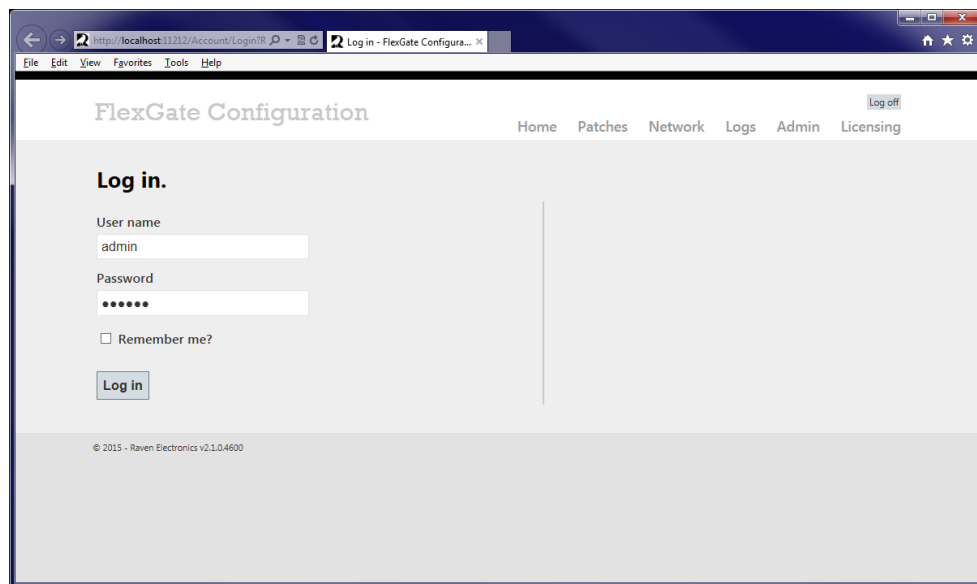 http://localhost:11212/Account/Login?R
Log in - FlexGate Configura...
File Edit View Favorites Tools Help
Log off
FlexGate Configuration
Home Patches Network Logs Admin Licensing
Log in.
User name
admin
Password
●●●●●●
Remember me?
Log in
© 2015 - Raven Electronics v2.1.0.4600